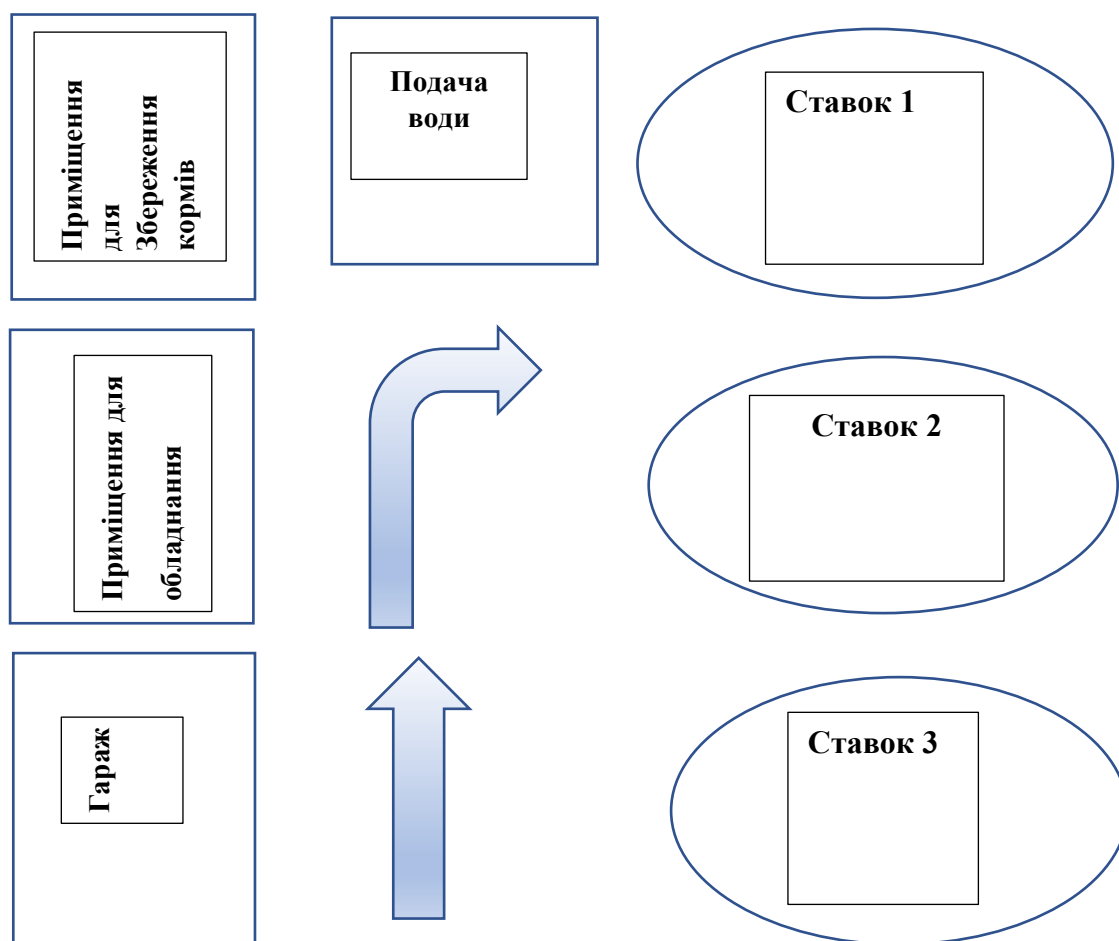 Приміщення
для
Збереження
кормів
Подача
води
Ставок 1
Приміщення для
обладнання
Ставок 2
Гараж
Ставок 3